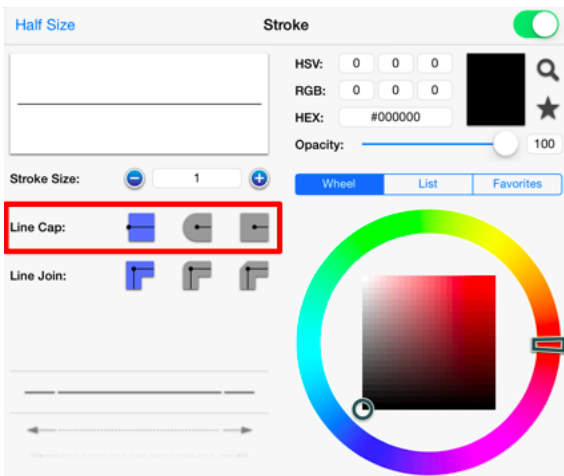 Half Size
Stroke
HSV: 0 0 0
RGB: 0 0 0
HEX: #000000
Opacity: 100
Stroke Size: 1
Wheel List Favorites
Line Cap:
Line Join: